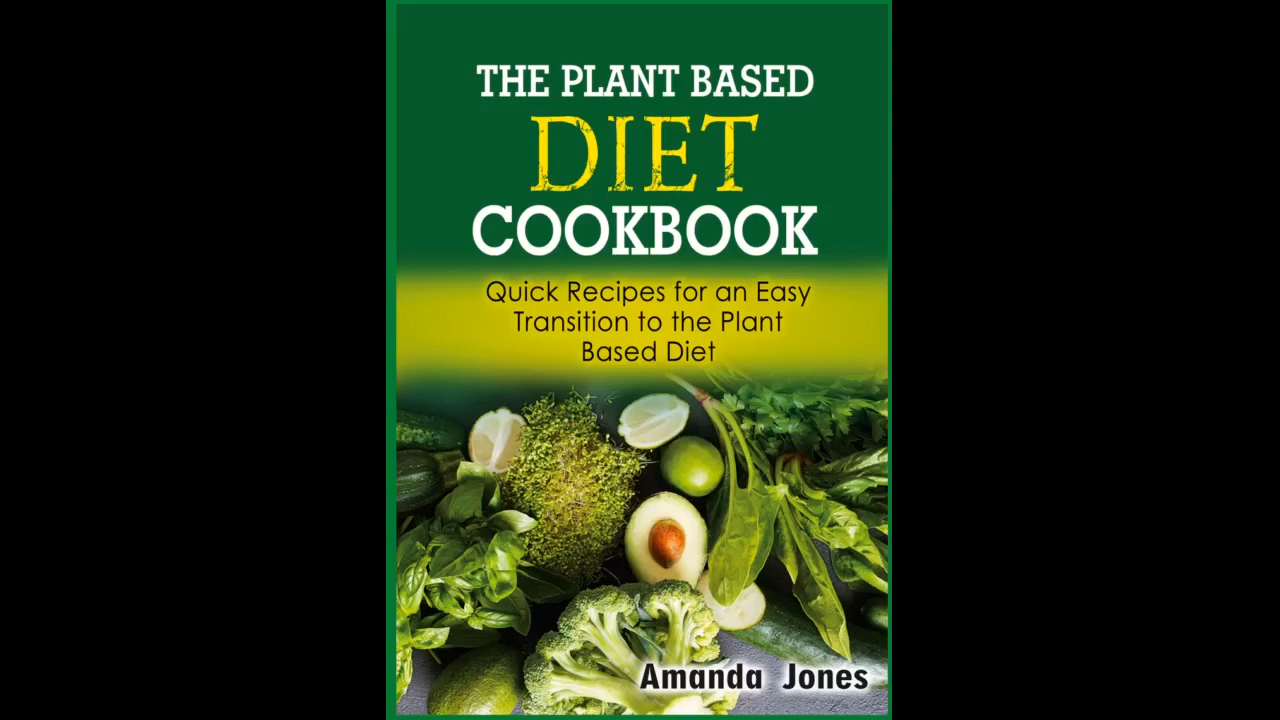 THE PLANT BASED
DIET
COOKBOOK
Quick Recipes for an Easy
Transition to the Plant
Based Diet
Amanda Jones